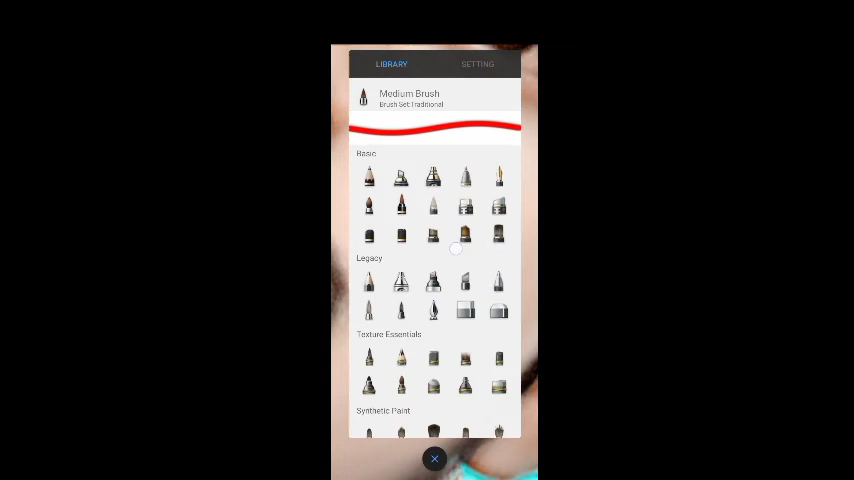 LIBRARY SETTING
Medium Brush
Brush Set:Traditional
Basic
Legacy
Texture Essentials
Synthetic Paint